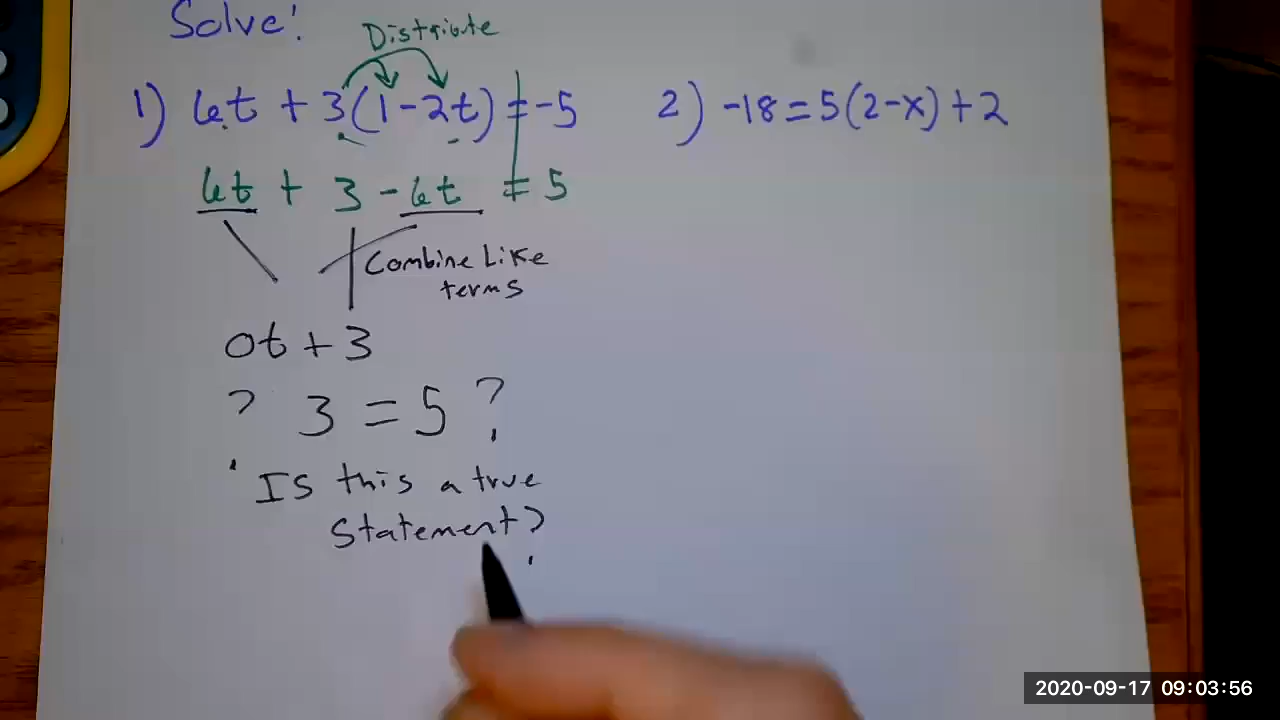 Solve!
Distribute
1) 6t + 3(1-2t) = -5
2) -18=5(2-x)+2
6t + 3 - 6t = 5
Combine Like
terms
0t + 3
? 3 = 5 ?
Is this a true
Statement?
2020-09-17 09:03:56